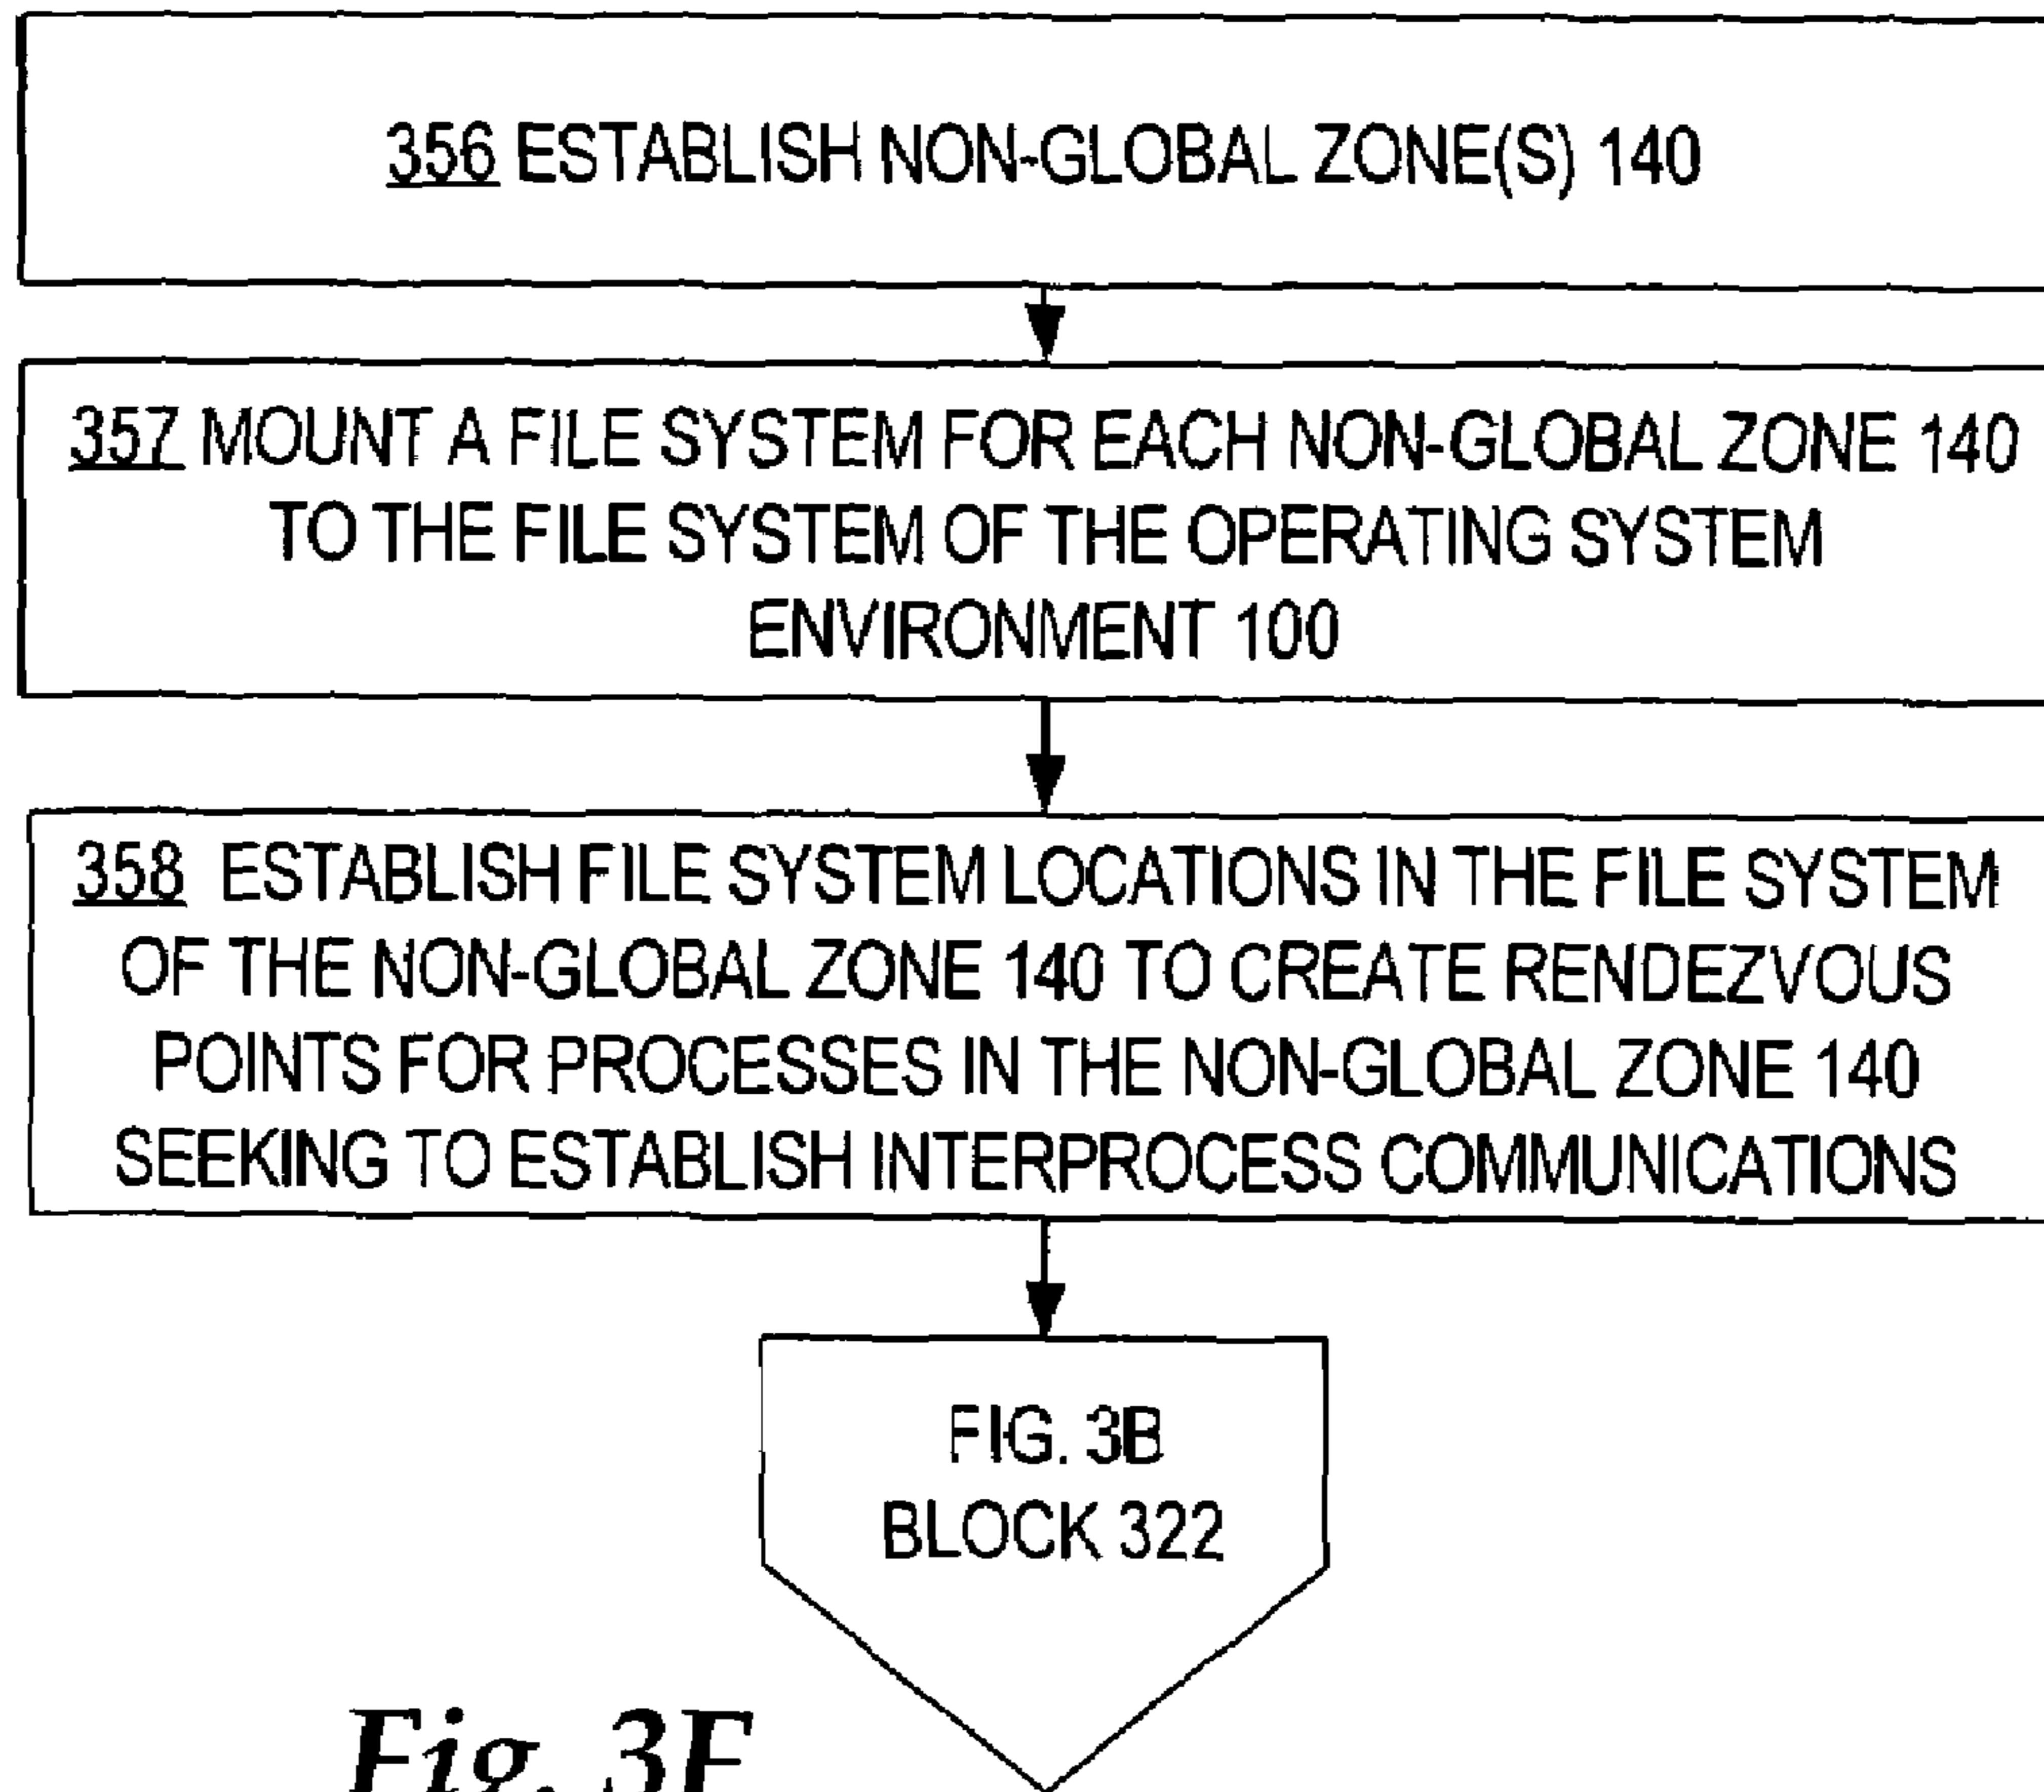 356 ESTABLISH NON-GLOBAL ZONE(S) 140
357 MOUNT A FILE SYSTEM FOR EACH NON-GLOBAL ZONE 140
TO THE FILE SYSTEM OF THE OPERATING SYSTEM
ENVIRONMENT 100
358 ESTABLISH FILE SYSTEM LOCATIONS IN THE FILE SYSTEM
OF THE NON-GLOBAL ZONE 140 TO CREATE RENDEZVOUS
POINTS FOR PROCESSES IN THE NON-GLOBAL ZONE 140
SEEKING TO ESTABLISH INTERPROCESS COMMUNICATIONS
FIG. 3B
BLOCK 322
Fig. 3F